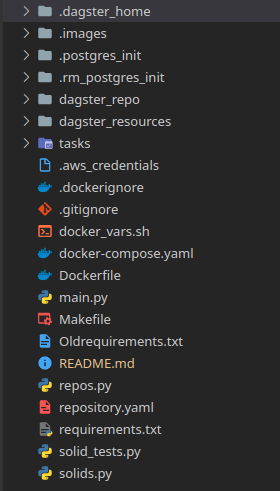 .dagster_home
.images
.postgres_init
.rm_postgres_init
dagster_repo
dagster_resources
tasks
.aws_credentials
.dockerignore
.gitignore
docker_vars.sh
docker-compose.yaml
Dockerfile
main.py
Makefile
Oldrequirements.txt
README.md
repos.py
repository.yaml
requirements.txt
solid_tests.py
solids.py